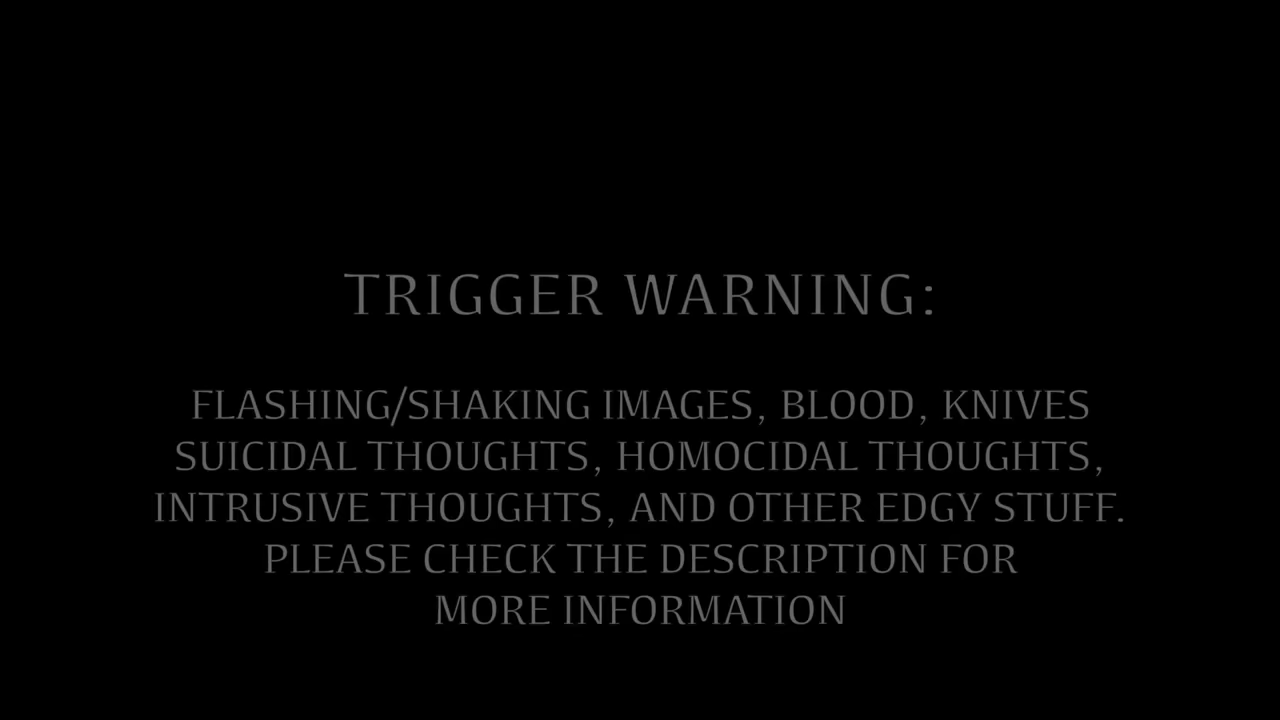 TRIGGER WARNING:
FLASHING/SHAKING IMAGES, BLOOD, KNIVES
SUICIDAL THOUGHTS, HOMOCIDAL THOUGHTS,
INTRUSIVE THOUGHTS, AND OTHER EDGY STUFF.
PLEASE CHECK THE DESCRIPTION FOR
MORE INFORMATION